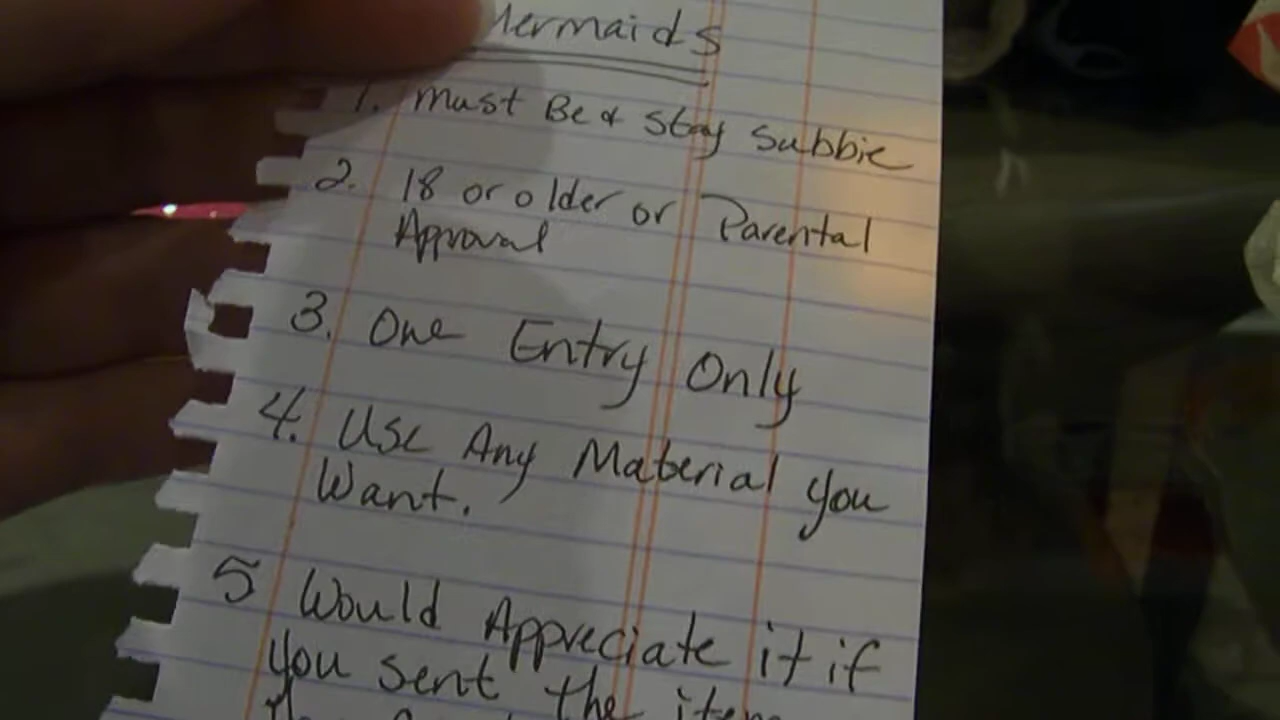 Mermaids
1. Must Be & Stay Subbie
2. 18 or older or Parental
Approval
3. One Entry Only
4. Use Any Material you
Want.
5 Would Appreciate it if
you sent the item